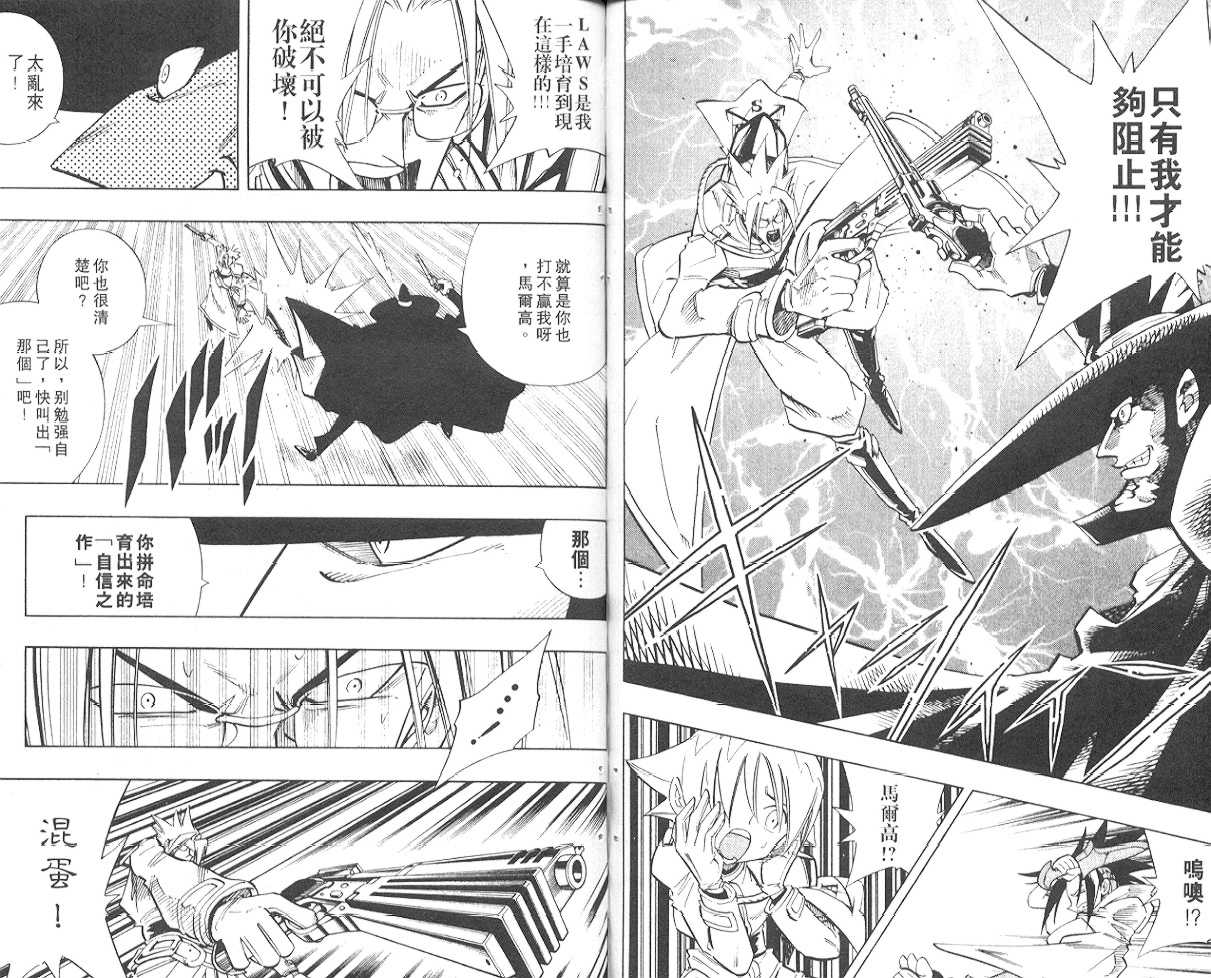 只有我才能
夠阻止!!!
S
嗚噢!?
馬爾高!?
LAWS是我
一手培育到現
在這樣的!!!
絕不可以被
你破壞!
太亂來
了!
就算是你也
打不贏我呀
,馬爾高。
你也很清
楚吧?
所以,別勉强自
己了,快叫出「
那個」吧!
那個…
你拼命培
育出來的
「自信之
作」!
…!
混蛋!